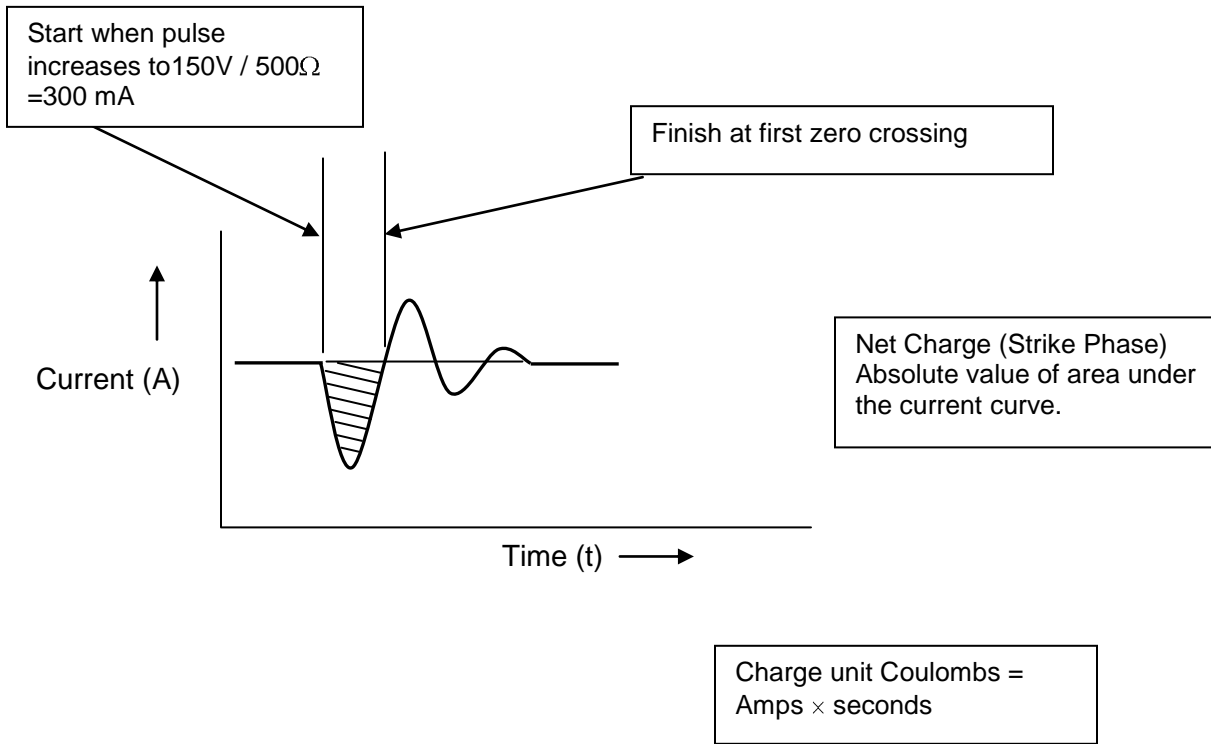 Start when pulse
increases to150V / 500Ω
=300 mA
Finish at first zero crossing
Current (A)
Net Charge (Strike Phase)
Absolute value of area under
the current curve.
Time (t)
Charge unit Coulombs =
Amps × seconds